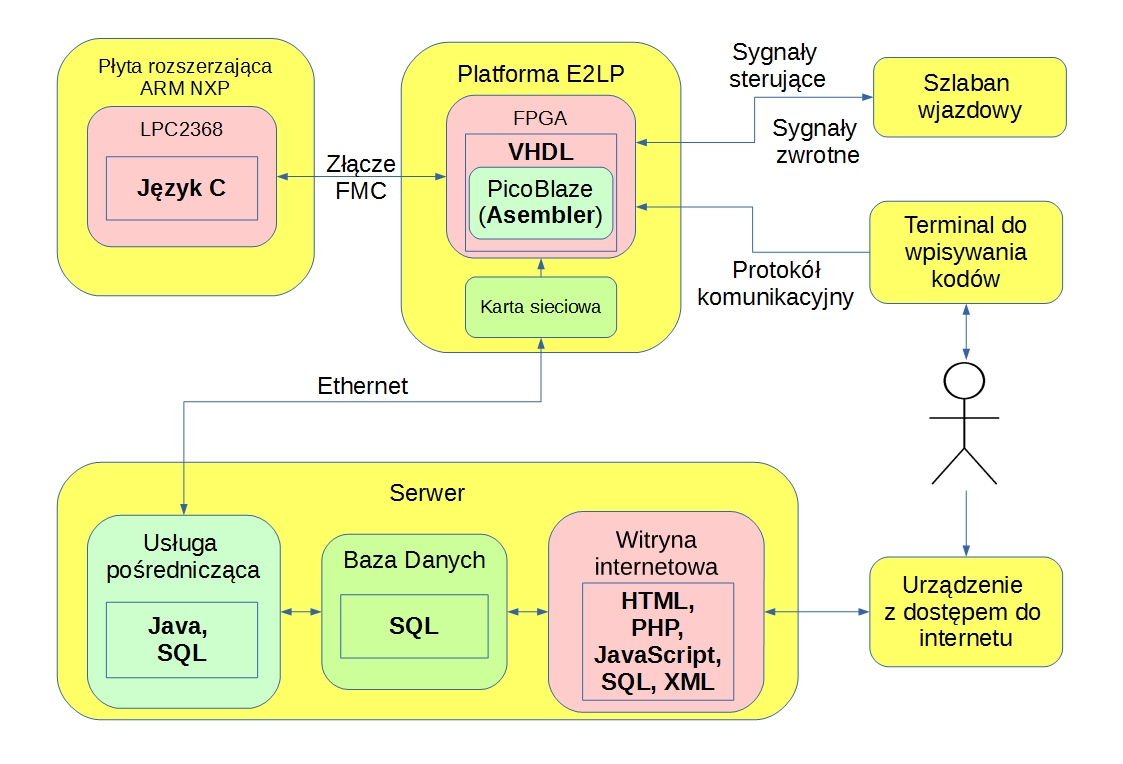 Płyta rozszerzająca
ARM NXP
LPC2368
Język C
Złącze
FMC
Platforma E2LP
FPGA
VHDL
PicoBlaze
(Asembler)
Karta sieciowa
Sygnały
sterujące
Sygnały
zwrotne
Szlaban
wjazdowy
Terminal do
wpisywania
kodów
Protokół
komunikacyjny
Ethernet
Serwer
Usługa
pośrednicząca
Java,
SQL
Baza Danych
SQL
Witryna
internetowa
HTML,
PHP,
JavaScript,
SQL, XML
Urządzenie
z dostępem do
internetu